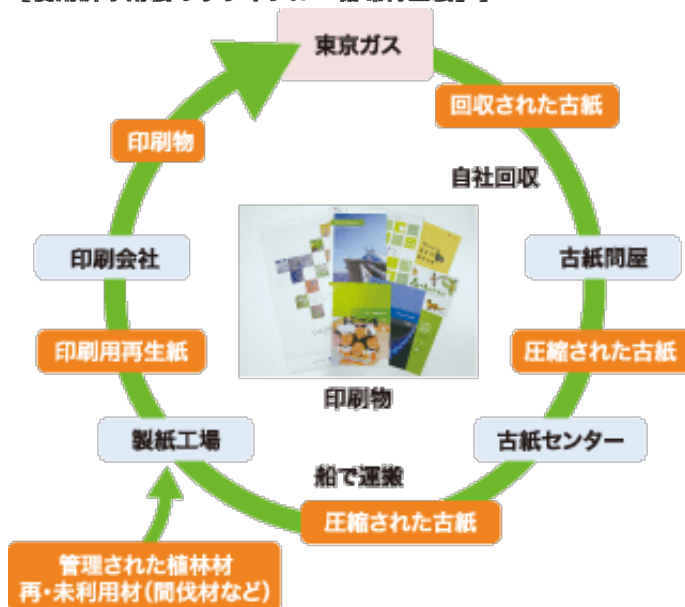 東京ガス
回収された古紙
印刷物
自社回収
印刷会社
古紙問屋
印刷用再生紙
圧縮された古紙
印刷物
製紙工場
古紙センター
船で運搬
圧縮された古紙
管理された植林材
再・未利用材(間伐材など)